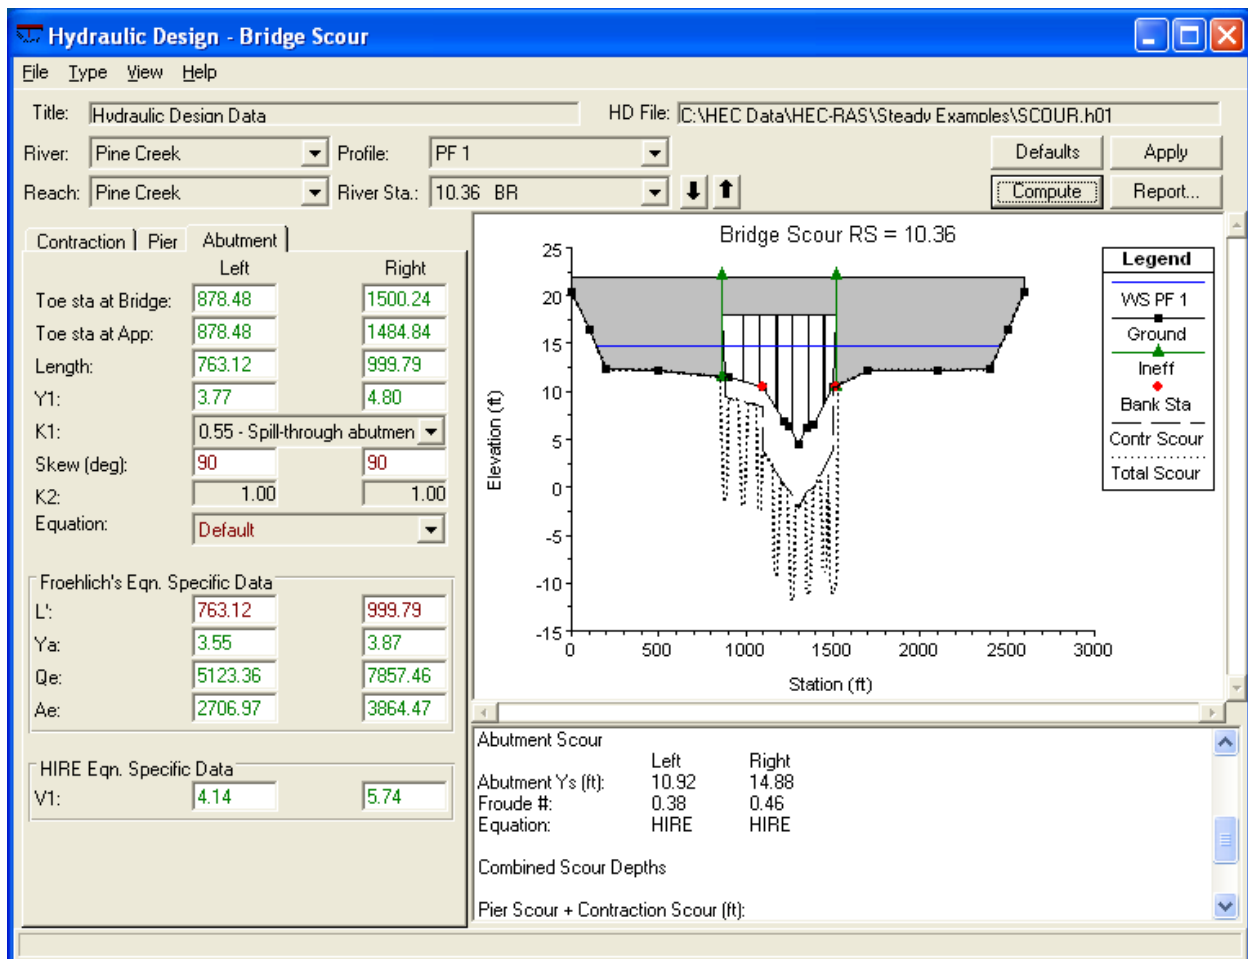 Hydraulic Design - Bridge Scour
File Type View Help
Title: Hydraulic Design Data HD File: C:\HEC Data\HEC-RAS\Steady Examples\SCOUR.h01
River: Pine Creek Profile: PF 1 Defaults Apply
Reach: Pine Creek River Sta.: 10.36 BR Compute Report...
Contraction Pier Abutment
Left Right
Toe sta at Bridge: 878.48 1500.24
Toe sta at App: 878.48 1484.84
Length: 763.12 999.79
Y1: 3.77 4.80
K1: 0.55 - Spill-through abutmen
Skew (deg): 90 90
K2: 1.00 1.00
Equation: Default
Froehlich's Eqn. Specific Data
L': 763.12 999.79
Ya: 3.55 3.87
Qe: 5123.36 7857.46
Ae: 2706.97 3864.47
HIRE Eqn. Specific Data
V1: 4.14 5.74
Bridge Scour RS = 10.36
25
20
15
10
5
0
-5
-10
-15
Elevation (ft)
0 500 1000 1500 2000 2500 3000
Station (ft)
Legend
WS PF 1
Ground
Ineff
Bank Sta
Contr Scour
Total Scour
Abutment Scour
Left Right
Abutment Ys (ft): 10.92 14.88
Froude #: 0.38 0.46
Equation: HIRE HIRE
Combined Scour Depths
Pier Scour + Contraction Scour (ft):